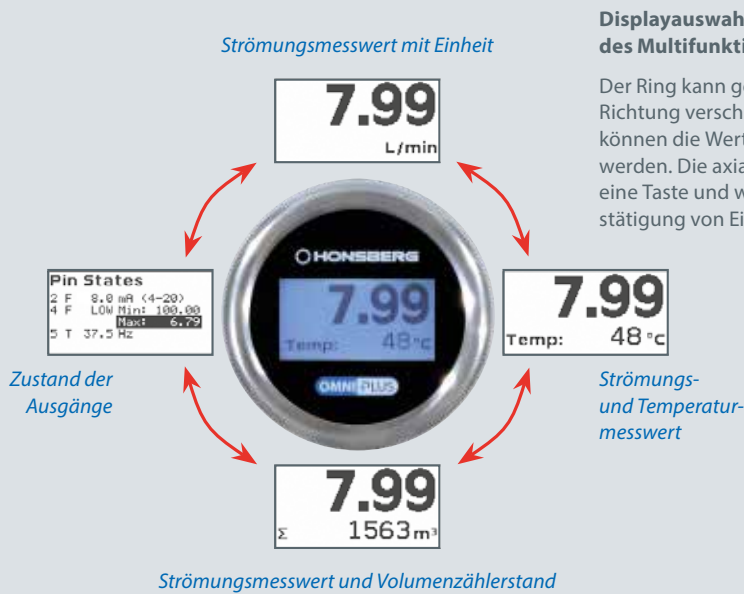 Displayauswah
des Multifunkti
Der Ring kann g
Richtung versch
können die Wert
werden. Die axia
eine Taste und w
stätigung von Ei
Strömungsmesswert mit Einheit
7.99
L/min
HONSBERG
7.99
Temp: 48°C
OMNI PLUS
Pin States
2 F 8.0 mA (4-20)
4 F LOW Min: 100.00
Max: 6.79
5 T 37.5 Hz
Zustand der
Ausgänge
7.99
Temp: 48°C
Strömungs-
und Temperatur-
messwert
7.99
Σ 1563 m³
Strömungsmesswert und Volumenzählerstand